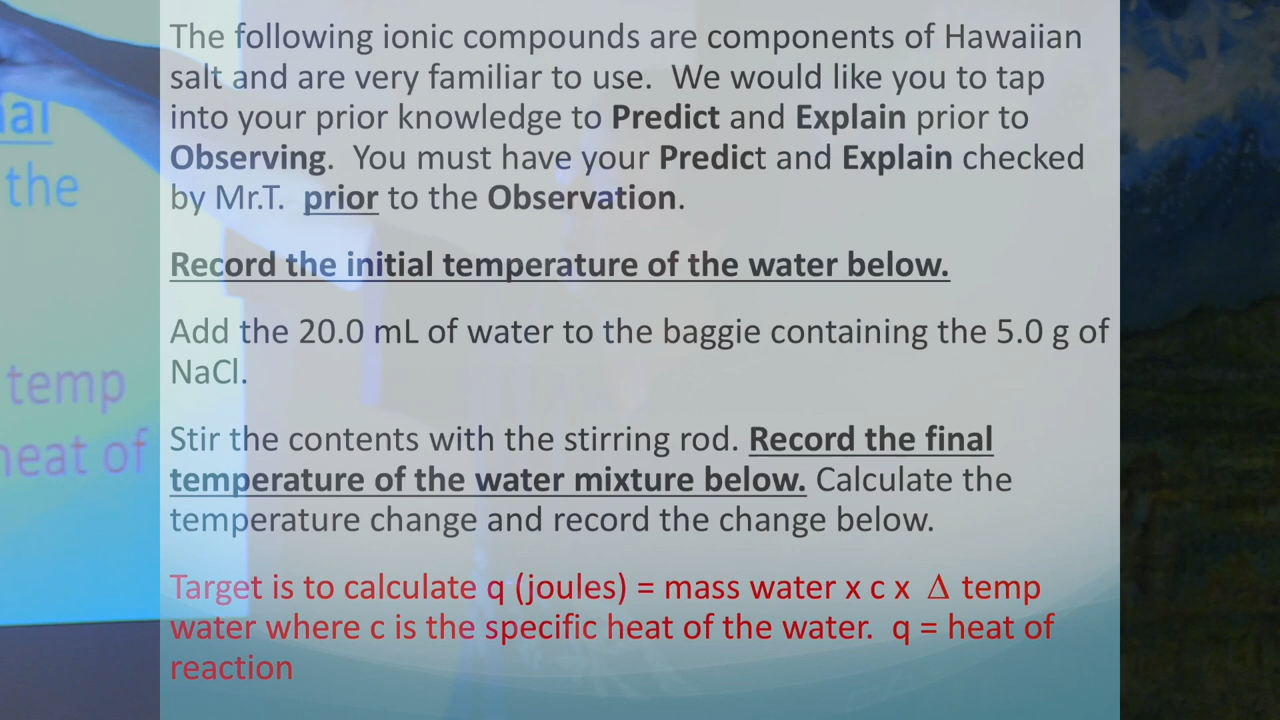 The following ionic compounds are components of Hawaiian
salt and are very familiar to use.  We would like you to tap
into your prior knowledge to Predict and Explain prior to
Observing.  You must have your Predict and Explain checked
by Mr.T.  prior to the Observation.
Record the initial temperature of the water below.
Add the 20.0 mL of water to the baggie containing the 5.0 g of
NaCl.
Stir the contents with the stirring rod. Record the final
temperature of the water mixture below. Calculate the
temperature change and record the change below.
Target is to calculate q (joules) = mass water x c x  Δ temp
water where c is the specific heat of the water.  q = heat of
reaction
the
temp
heat of